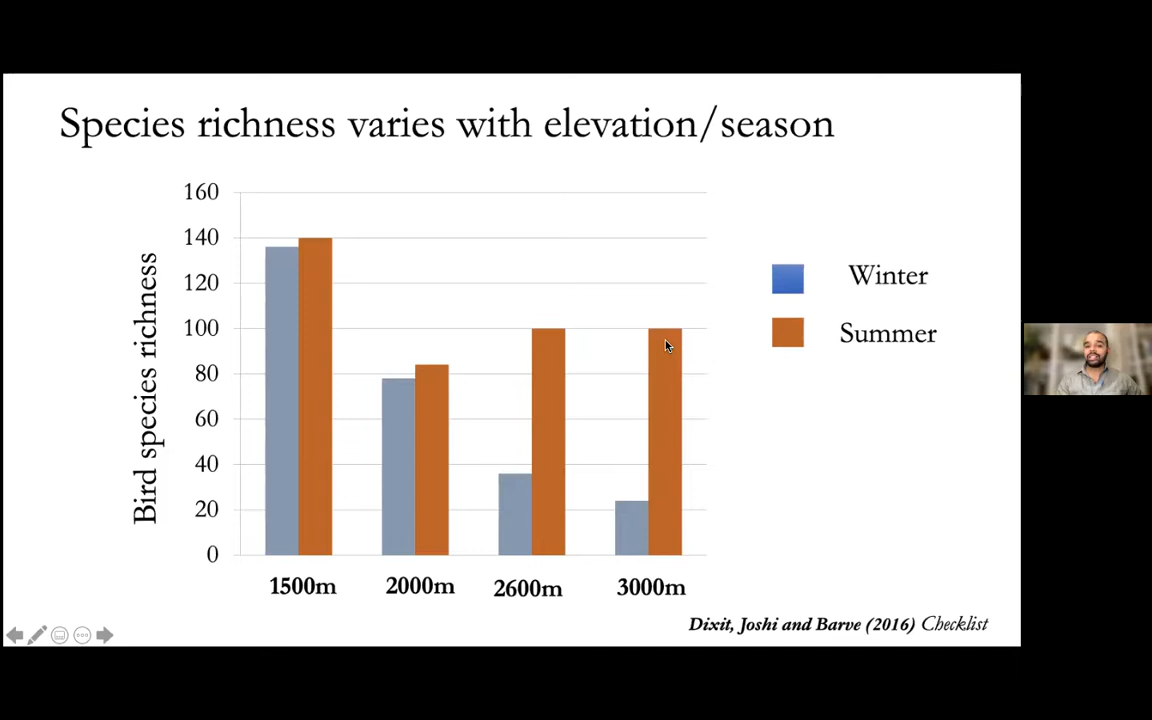 Species richness varies with elevation/season
Bird species richness
160
140
120
100
80
60
40
20
0
1500m 2000m 2600m 3000m
Winter
Summer
Dixit, Joshi and Barve (2016) Checklist